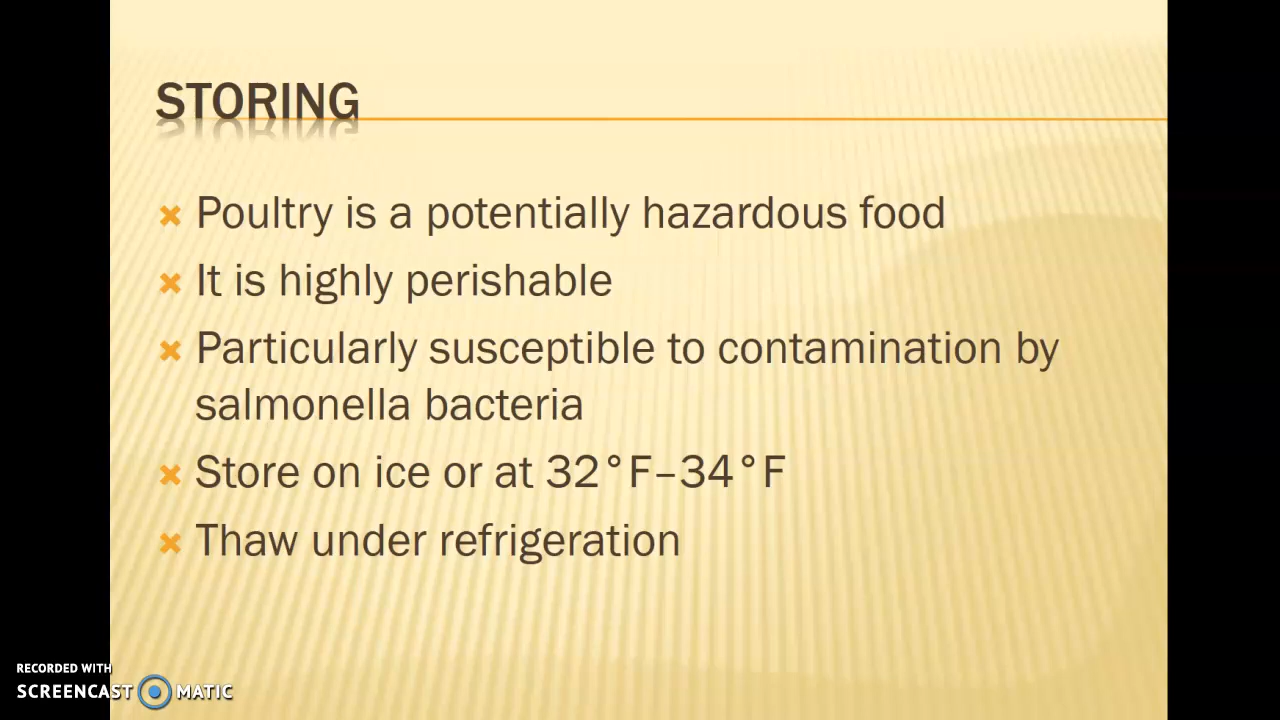 STORING
Poultry is a potentially hazardous food
It is highly perishable
Particularly susceptible to contamination by
salmonella bacteria
Store on ice or at 32°F–34°F
Thaw under refrigeration
RECORDED WITH
SCREENCAST MATIC